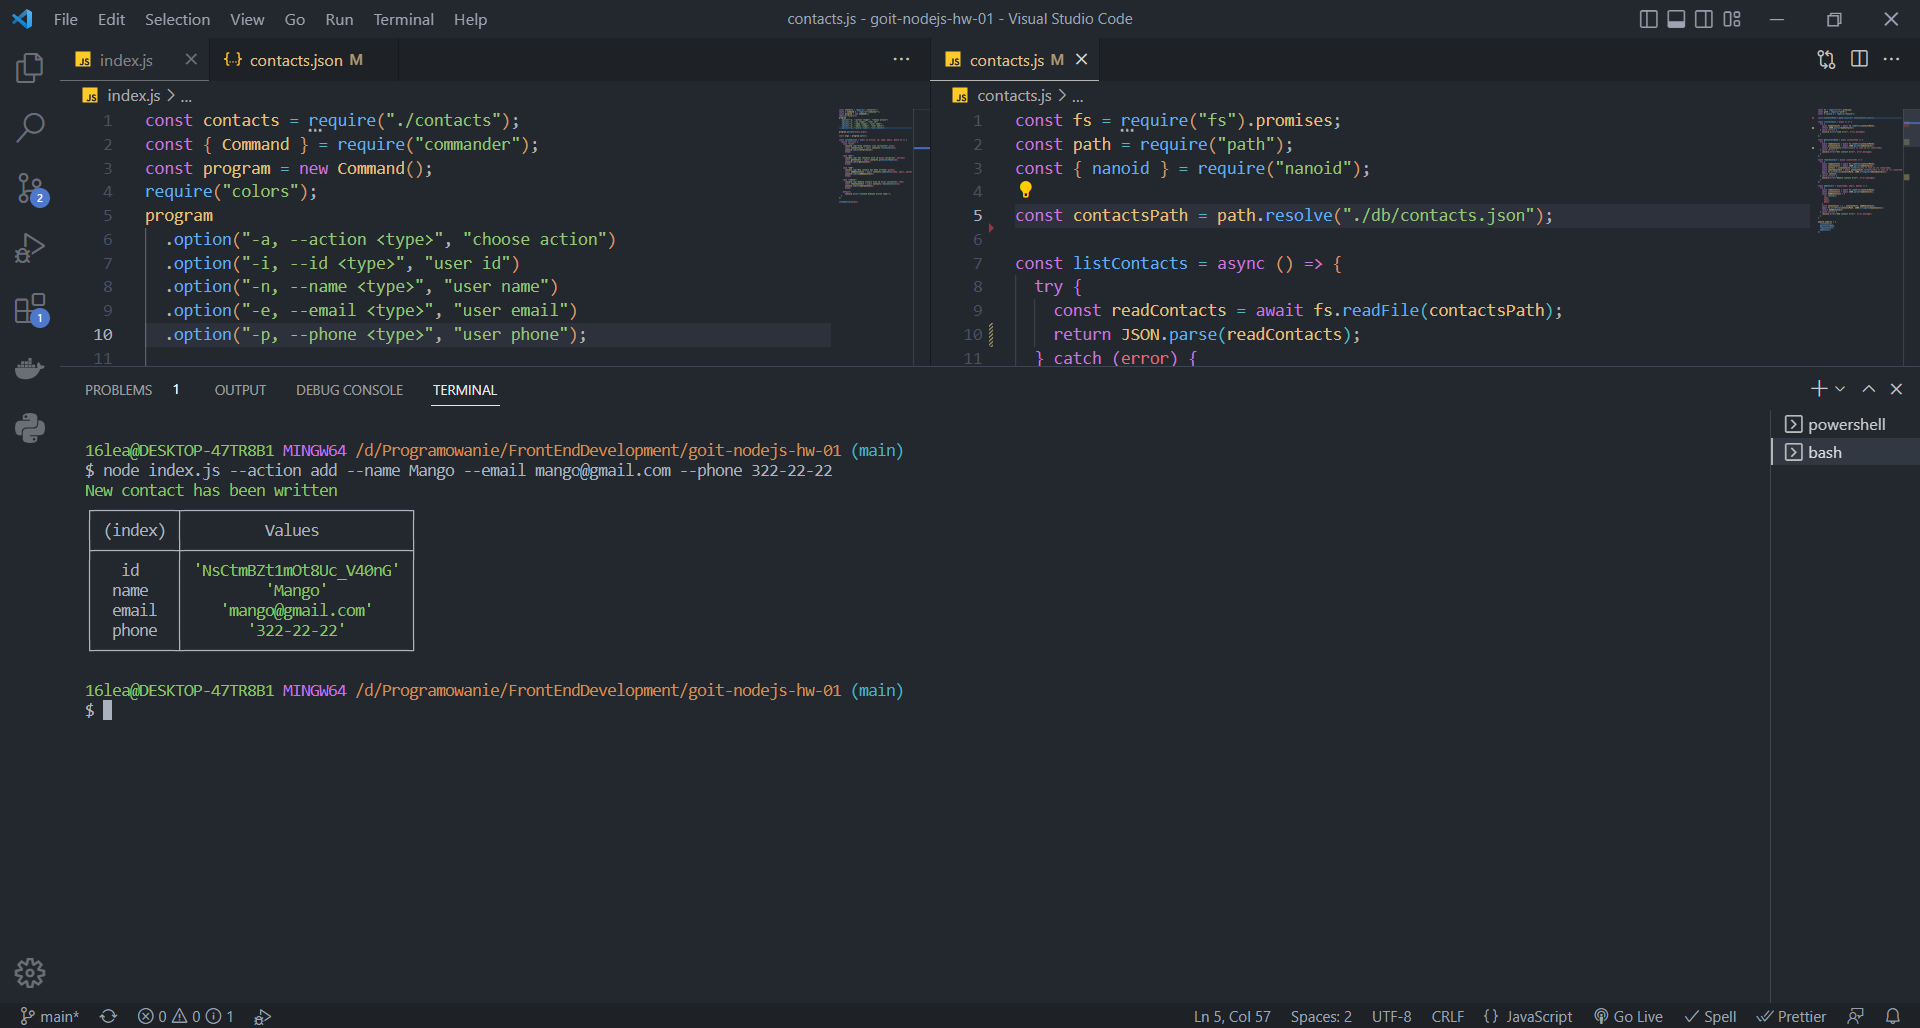 File Edit Selection View Go Run Terminal Help
contacts.js - goit-nodejs-hw-01 - Visual Studio Code
JS index.js
{..} contacts.json M
···
JS index.js > ...
1 const contacts = require("./contacts");
2 const { Command } = require("commander");
3 const program = new Command();
4 require("colors");
5 program
6 .option("-a, --action <type>", "choose action")
7 .option("-i, --id <type>", "user id")
8 .option("-n, --name <type>", "user name")
9 .option("-e, --email <type>", "user email")
10 .option("-p, --phone <type>", "user phone");
11
JS contacts.js M
···
JS contacts.js > ...
1 const fs = require("fs").promises;
2 const path = require("path");
3 const { nanoid } = require("nanoid");
4
5 const contactsPath = path.resolve("./db/contacts.json");
6
7 const listContacts = async () => {
8 try {
9 const readContacts = await fs.readFile(contactsPath);
10 return JSON.parse(readContacts);
11 } catch (error) {
2
1
PROBLEMS 1 OUTPUT DEBUG CONSOLE TERMINAL
16lea@DESKTOP-47TR8B1 MINGW64 /d/Programowanie/FrontEndDevelopment/goit-nodejs-hw-01 (main)
$ node index.js --action add --name Mango --email mango@gmail.com --phone 322-22-22
New contact has been written
(index) Values
id 'NsCtmBZt1mOt8Uc_V40nG'
name 'Mango'
email 'mango@gmail.com'
phone '322-22-22'
16lea@DESKTOP-47TR8B1 MINGW64 /d/Programowanie/FrontEndDevelopment/goit-nodejs-hw-01 (main)
$
powershell
bash
main* 0 0 1
Ln 5, Col 57 Spaces: 2 UTF-8 CRLF {} JavaScript Go Live Spell Prettier